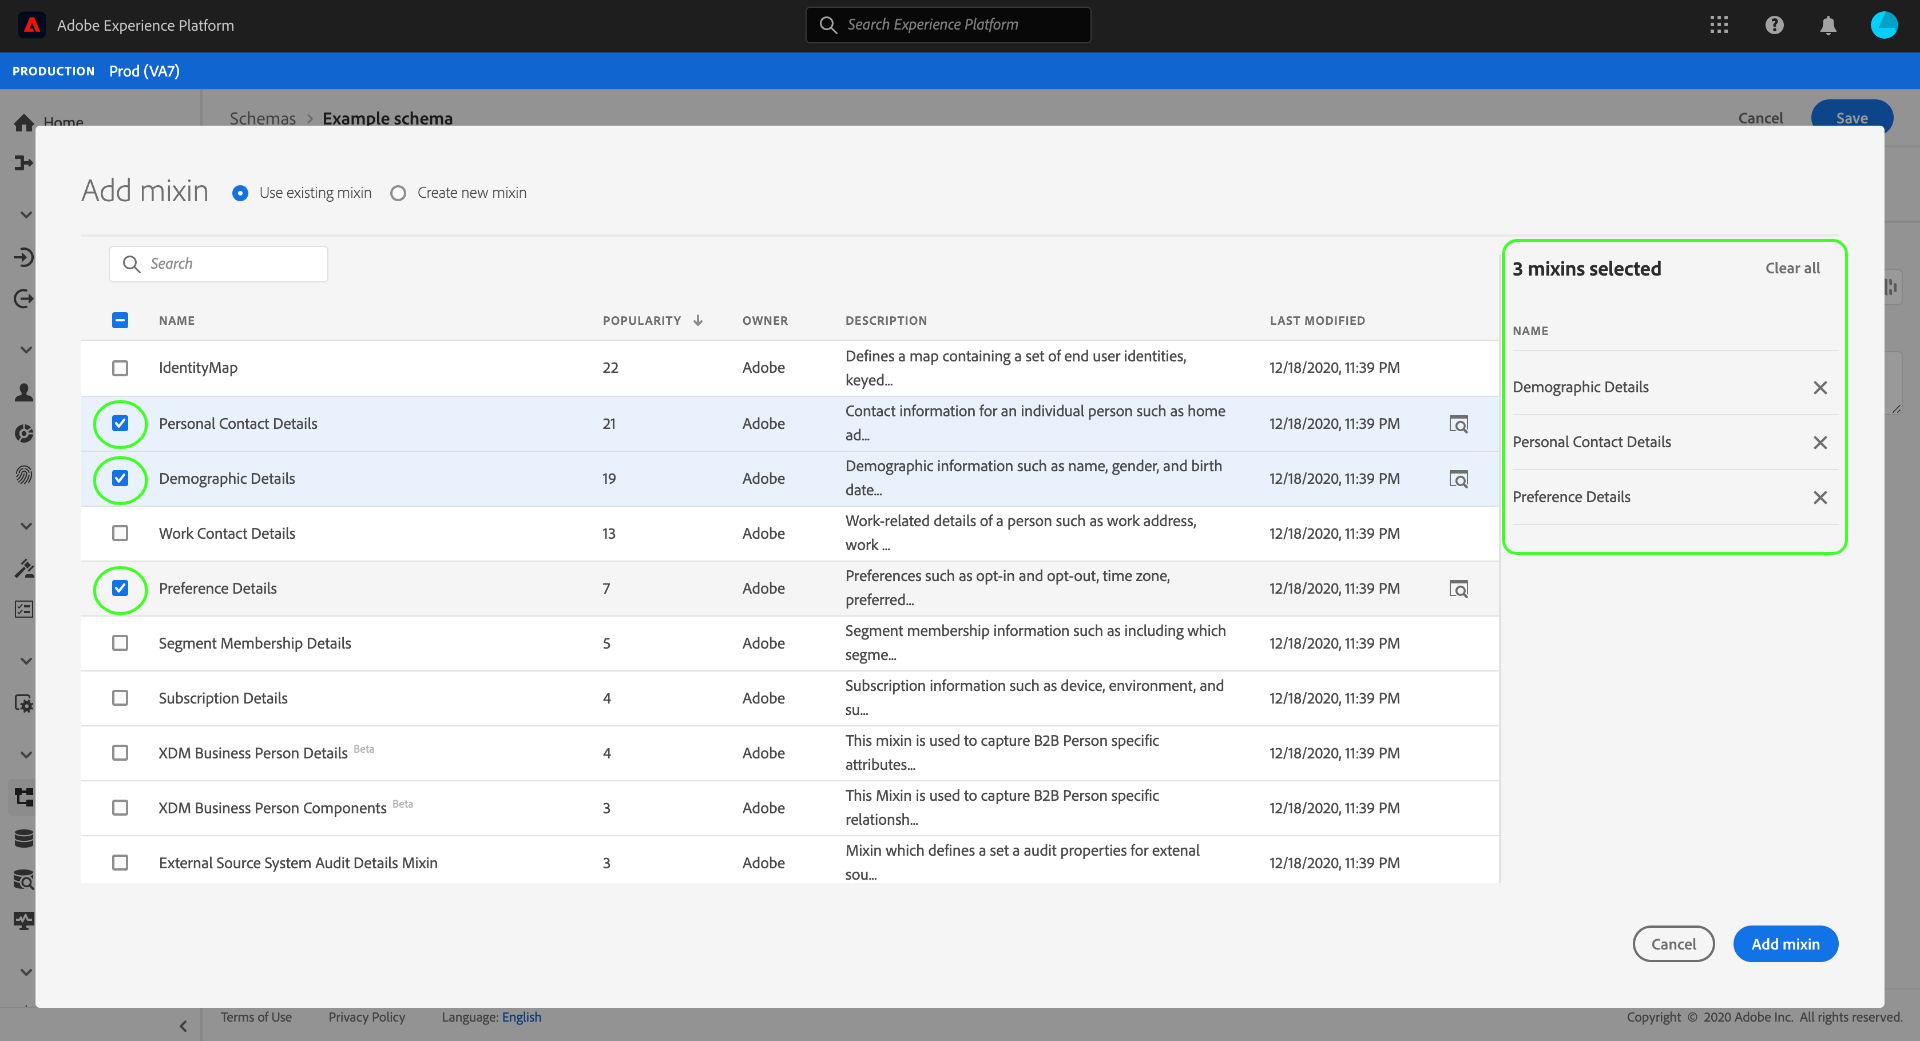 Adobe Experience Platform
Search Experience Platform
PRODUCTION Prod (VA7)
Home
Schemas > Example schema
Cancel
Save
Add mixin
Use existing mixin
Create new mixin
Search
NAME POPULARITY ↓ OWNER DESCRIPTION LAST MODIFIED
IdentityMap 22 Adobe Defines a map containing a set of end user identities, 12/18/2020, 11:39 PM
keyed...
Personal Contact Details 21 Adobe Contact information for an individual person such as home 12/18/2020, 11:39 PM
ad...
Demographic Details 19 Adobe Demographic information such as name, gender, and birth 12/18/2020, 11:39 PM
date...
Work Contact Details 13 Adobe Work-related details of a person such as work address, 12/18/2020, 11:39 PM
work ...
Preference Details 7 Adobe Preferences such as opt-in and opt-out, time zone, 12/18/2020, 11:39 PM
preferred...
Segment Membership Details 5 Adobe Segment membership information such as including which 12/18/2020, 11:39 PM
segme...
Subscription Details 4 Adobe Subscription information such as device, environment, and 12/18/2020, 11:39 PM
su...
XDM Business Person Details Beta 4 Adobe This mixin is used to capture B2B Person specific 12/18/2020, 11:39 PM
attributes...
XDM Business Person Components Beta 3 Adobe This Mixin is used to capture B2B Person specific 12/18/2020, 11:39 PM
relationsh...
External Source System Audit Details Mixin 3 Adobe Mixin which defines a set a audit properties for extenal 12/18/2020, 11:39 PM
sou...
3 mixins selected
Clear all
NAME
Demographic Details
Personal Contact Details
Preference Details
Cancel
Add mixin
Terms of Use
Privacy Policy
Language: English
Copyright © 2020 Adobe Inc. All rights reserved.